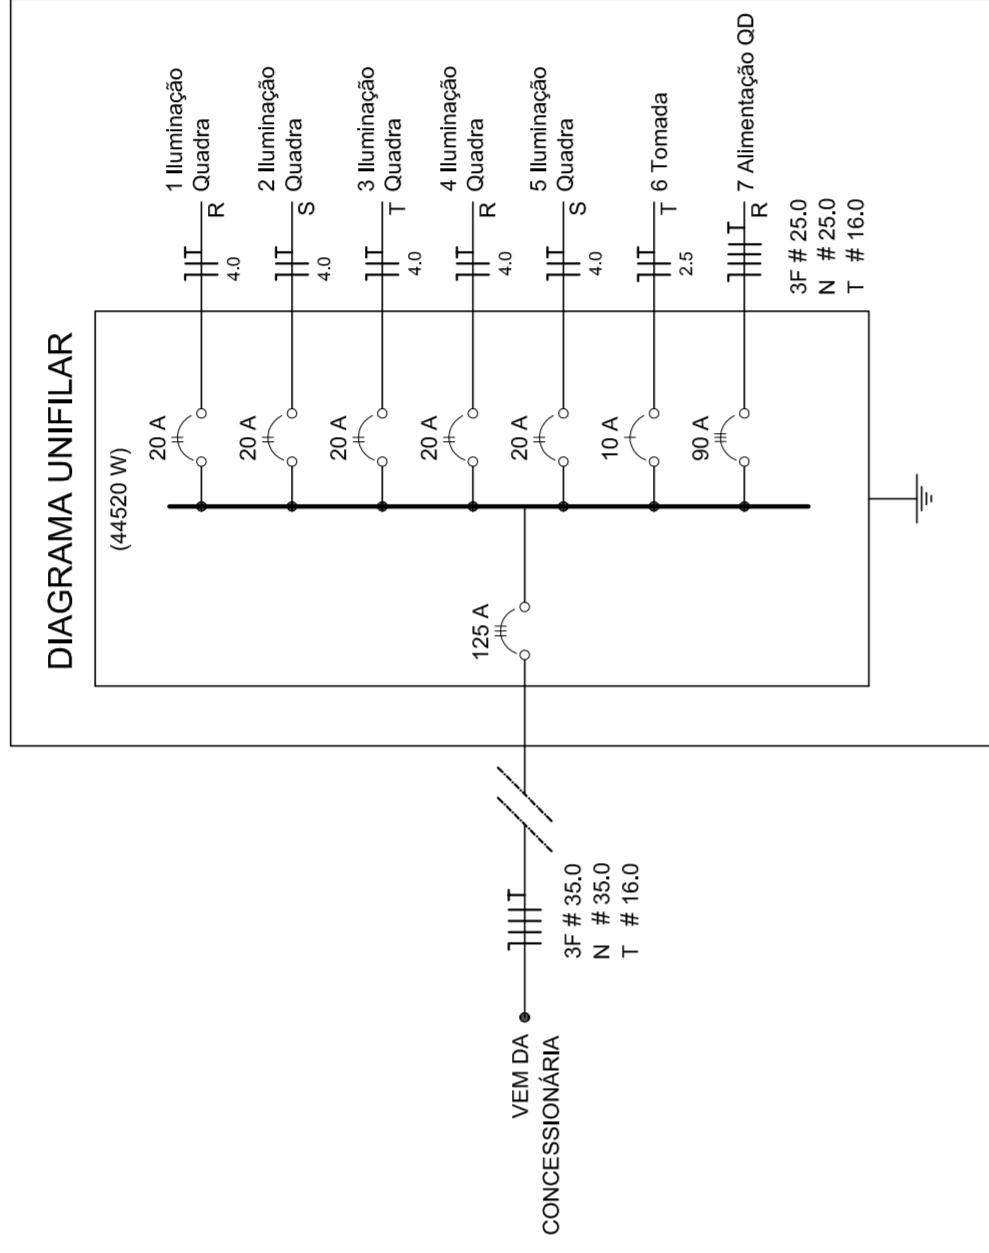 DIAGRAMA UNIFILAR
(44520 W)
20 A
4.0
R
1 Iluminação
Quadra
20 A
4.0
S
2 Iluminação
Quadra
20 A
4.0
T
3 Iluminação
Quadra
20 A
4.0
R
4 Iluminação
Quadra
20 A
4.0
S
5 Iluminação
Quadra
10 A
2.5
T
6 Tomada
90 A
R
7 Alimentação QD
3F # 25.0
N # 25.0
T # 16.0
125 A
3F # 35.0
N # 35.0
T # 16.0
VEM DA
CONCESSIONÁRIA